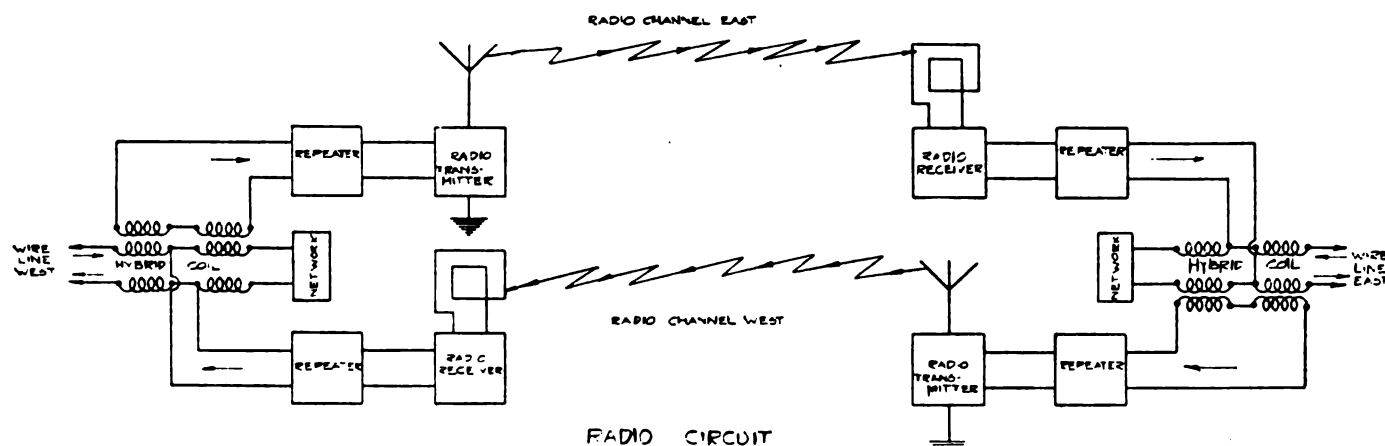 RADIO CHANNEL EAST
REPEATER
RADIO
TRANS-
MITTER
RADIO
RECEIVER
REPEATER
WIRE
LINE
WEST
HYBRID COIL
NETWORK
NETWORK
HYBRID COIL
WIRE
LINE
EAST
RADIO CHANNEL WEST
REPEATER
RADIO
RECEIVER
RADIO
TRANS-
MITTER
REPEATER
RADIO CIRCUIT